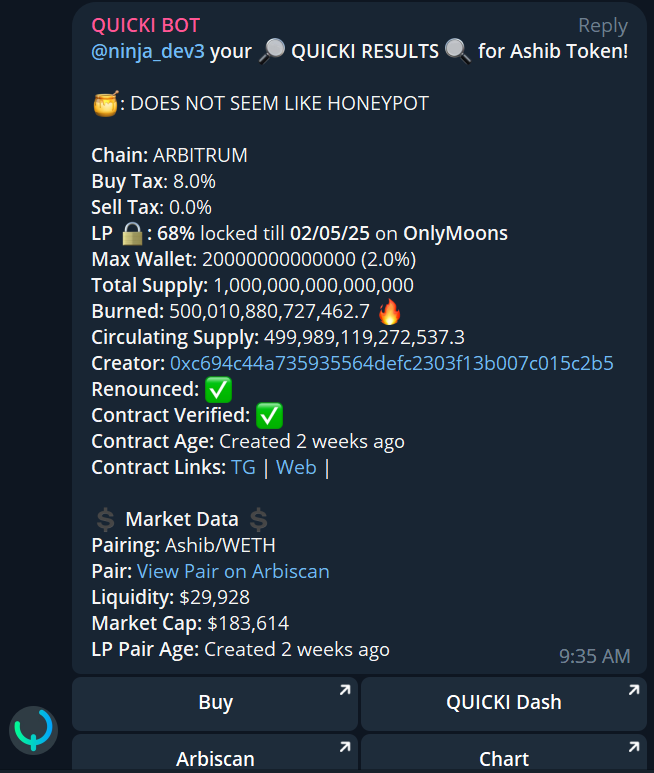 QUICKI BOT Reply
@ninja_dev3 your 🔎 QUICKI RESULTS 🔍 for Ashib Token!
🍯: DOES NOT SEEM LIKE HONEYPOT
Chain: ARBITRUM
Buy Tax: 8.0%
Sell Tax: 0.0%
LP 🔒: 68% locked till 02/05/25 on OnlyMoons
Max Wallet: 20000000000000 (2.0%)
Total Supply: 1,000,000,000,000,000
Burned: 500,010,880,727,462.7 🔥
Circulating Supply: 499,989,119,272,537.3
Creator: 0xc694c44a735935564defc2303f13b007c015c2b5
Renounced: ✅
Contract Verified: ✅
Contract Age: Created 2 weeks ago
Contract Links: TG | Web |
💲 Market Data 💲
Pairing: Ashib/WETH
Pair: View Pair on Arbiscan
Liquidity: $29,928
Market Cap: $183,614
LP Pair Age: Created 2 weeks ago
9:35 AM
Buy
QUICKI Dash
Arbiscan
Chart